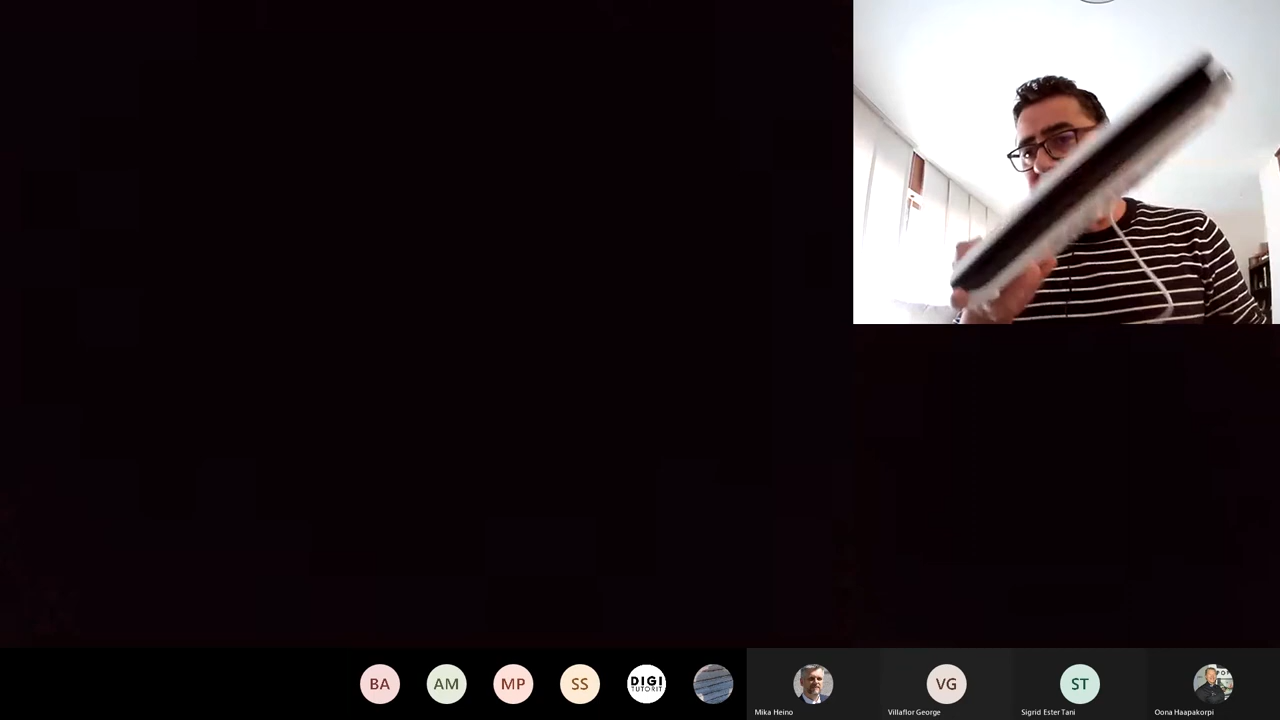 BA
AM
MP
SS
DIGI
TUTORIT
Mika Heino
VG
Villaflor George
ST
Sigrid Ester Tani
Oona Haapakorpi